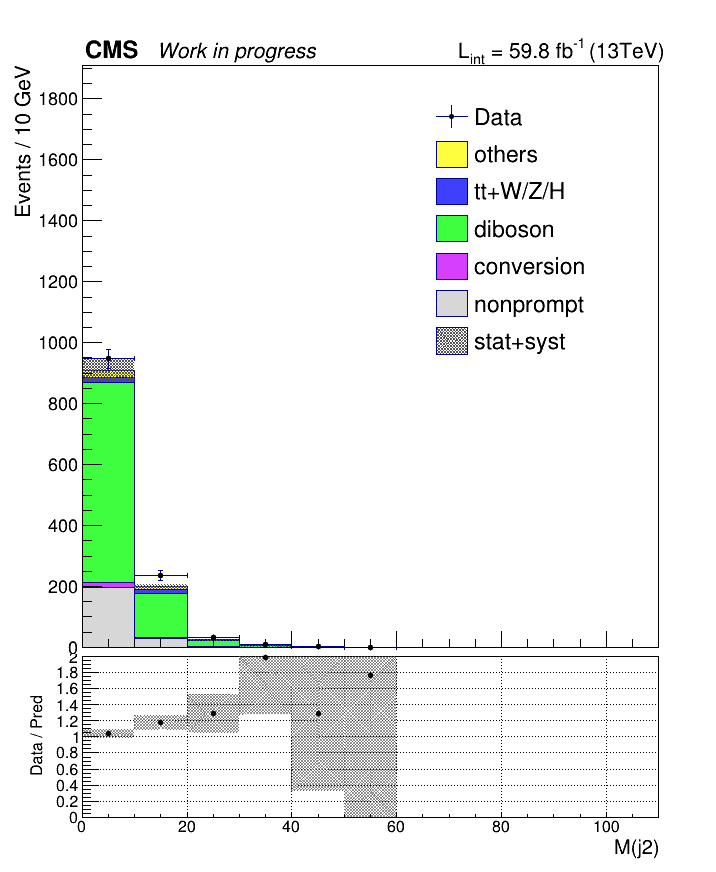 CMS Work in progress L_int = 59.8 fb^-1 (13TeV)
Events / 10 GeV
1800
1600
1400
1200
1000
800
600
400
200
0
Data
others
tt+W/Z/H
diboson
conversion
nonprompt
stat+syst
Data / Pred
2
1.8
1.6
1.4
1.2
1
0.8
0.6
0.4
0.2
0
0 20 40 60 80 100
M(j2)